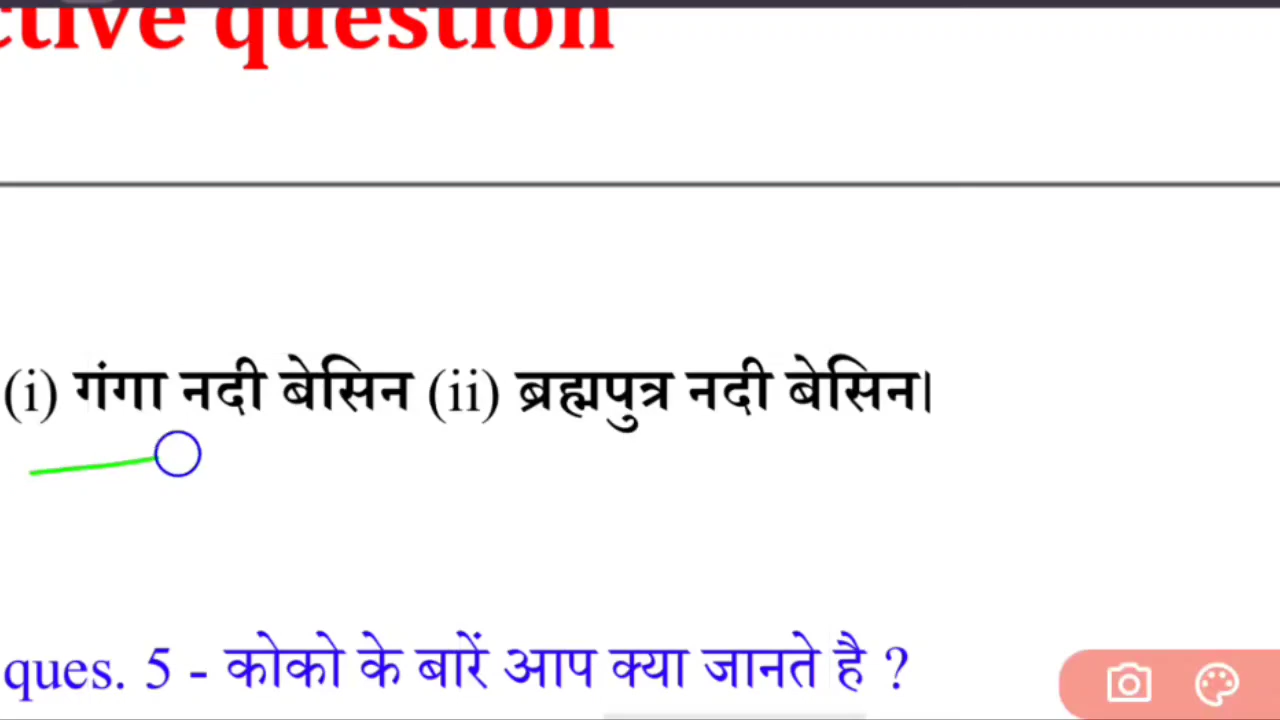 ctive question
(i) गंगा नदी बेसिन (ii) ब्रह्मपुत्र नदी बेसिन।
ques. 5 - कोको के बारें आप क्या जानते है ?